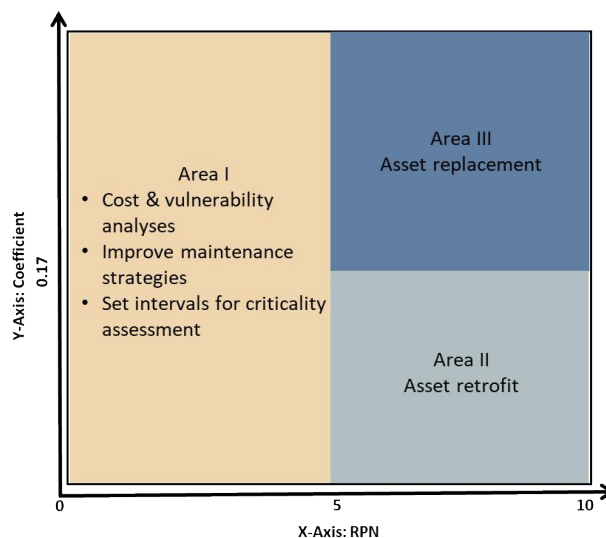 Area I
• Cost & vulnerability
analyses
• Improve maintenance
strategies
• Set intervals for criticality
assessment
Area III
Asset replacement
Area II
Asset retrofit
Y-Axis: Coefficient
0.17
0
5
10
X-Axis: RPN